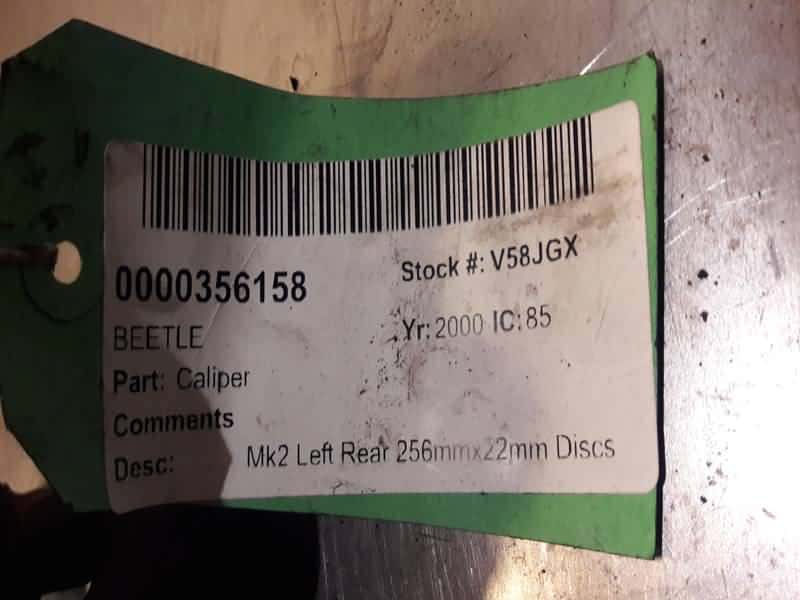 0000356158
Stock #: V58JGX
BEETLE
Yr: 2000 IC: 85
Part: Caliper
Comments
Desc: Mk2 Left Rear 256mmx22mm Discs